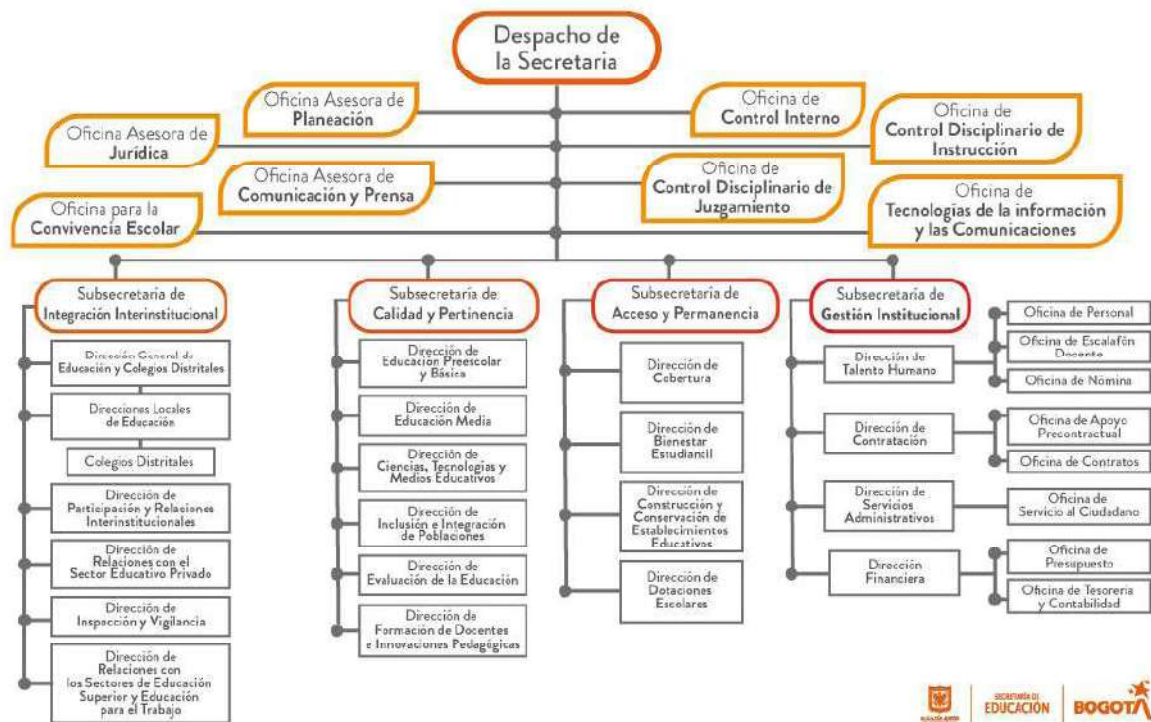 Despacho de
la Secretaria
Oficina Asesora de
Planeación
Oficina de
Control Interno
Oficina Asesora de
Jurídica
Oficina de
Control Disciplinario de
Instrucción
Oficina Asesora de
Comunicación y Prensa
Oficina de
Control Disciplinario de
Juzgamiento
Oficina para la
Convivencia Escolar
Oficina de
Tecnologías de la información
y las Comunicaciones
Subsecretaría de
Integración Interinstitucional
Dirección General de
Educación y Colegios Distritales
Direcciones Locales
de Educación
Colegios Distritales
Dirección de
Participación y Relaciones
Interinstitucionales
Dirección de
Relaciones con el
Sector Educativo Privado
Dirección de
Inspección y Vigilancia
Dirección de
Relaciones con
los Sectores de Educación
Superior y Educación
para el Trabajo
Subsecretaría de
Calidad y Pertinencia
Dirección de
Educación Preescolar
y Básica
Dirección de
Educación Media
Dirección de
Ciencias, Tecnologías y
Medios Educativos
Dirección de
Inclusión e Integración
de Poblaciones
Dirección de
Evaluación de la Educación
Dirección de
Formación de Docentes
e Innovaciones Pedagógicas
Subsecretaría de
Acceso y Permanencia
Dirección de
Cobertura
Dirección de
Bienestar
Estudiantil
Dirección de
Construcción y
Conservación de
Establecimientos
Educativos
Dirección de
Dotaciones
Escolares
Subsecretaría de
Gestión Institucional
Dirección de
Talento Humano
Oficina de Personal
Oficina de Escalafón
Docente
Oficina de Nómina
Dirección de
Contratación
Oficina de Apoyo
Precontractual
Oficina de Contratos
Dirección de
Servicios
Administrativos
Oficina de
Servicio al Ciudadano
Dirección
Financiera
Oficina de
Presupuesto
Oficina de Tesorería
y Contabilidad
SECRETARÍA DE
EDUCACIÓN
BOGOTÁ